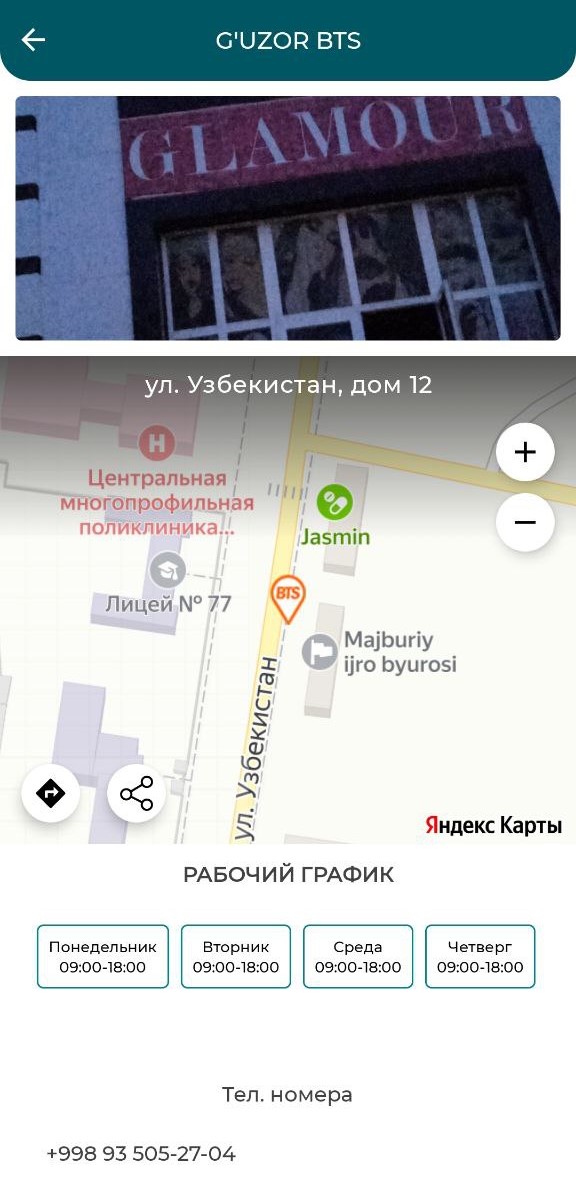 G'UZOR BTS
GLAMOUR
ул. Узбекистан, дом 12
Центральная
многопрофильная
поликлиника...
Jasmin
Лицей № 77
BTS
Majburiy
ijro byurosi
ул. Узбекистан
Яндекс Карты
РАБОЧИЙ ГРАФИК
Понедельник
09:00-18:00
Вторник
09:00-18:00
Среда
09:00-18:00
Четверг
09:00-18:00
Тел. номера
+998 93 505-27-04